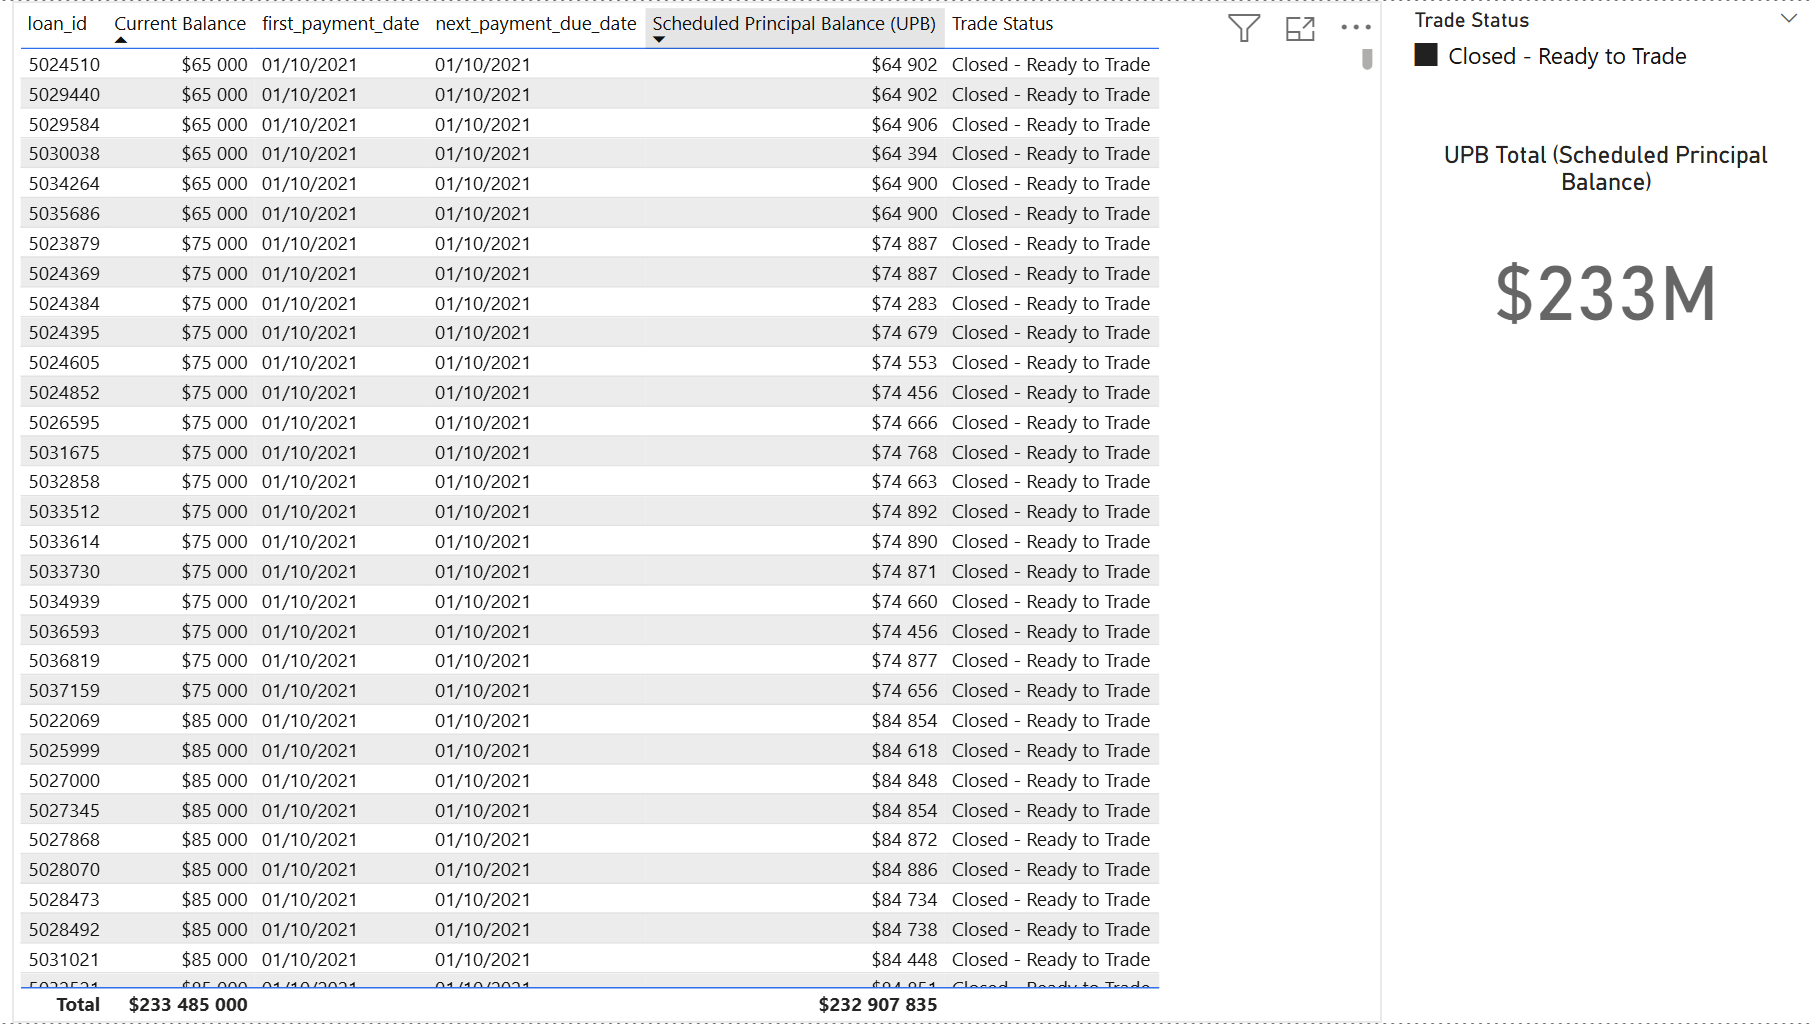 loan_id Current Balance first_payment_date next_payment_due_date Scheduled Principal Balance (UPB) Trade Status
5024510 $65 000 01/10/2021 01/10/2021 $64 902 Closed - Ready to Trade
5029440 $65 000 01/10/2021 01/10/2021 $64 902 Closed - Ready to Trade
5029584 $65 000 01/10/2021 01/10/2021 $64 906 Closed - Ready to Trade
5030038 $65 000 01/10/2021 01/10/2021 $64 394 Closed - Ready to Trade
5034264 $65 000 01/10/2021 01/10/2021 $64 900 Closed - Ready to Trade
5035686 $65 000 01/10/2021 01/10/2021 $64 900 Closed - Ready to Trade
5023879 $75 000 01/10/2021 01/10/2021 $74 887 Closed - Ready to Trade
5024369 $75 000 01/10/2021 01/10/2021 $74 887 Closed - Ready to Trade
5024384 $75 000 01/10/2021 01/10/2021 $74 283 Closed - Ready to Trade
5024395 $75 000 01/10/2021 01/10/2021 $74 679 Closed - Ready to Trade
5024605 $75 000 01/10/2021 01/10/2021 $74 553 Closed - Ready to Trade
5024852 $75 000 01/10/2021 01/10/2021 $74 456 Closed - Ready to Trade
5026595 $75 000 01/10/2021 01/10/2021 $74 666 Closed - Ready to Trade
5031675 $75 000 01/10/2021 01/10/2021 $74 768 Closed - Ready to Trade
5032858 $75 000 01/10/2021 01/10/2021 $74 663 Closed - Ready to Trade
5033512 $75 000 01/10/2021 01/10/2021 $74 892 Closed - Ready to Trade
5033614 $75 000 01/10/2021 01/10/2021 $74 890 Closed - Ready to Trade
5033730 $75 000 01/10/2021 01/10/2021 $74 871 Closed - Ready to Trade
5034939 $75 000 01/10/2021 01/10/2021 $74 660 Closed - Ready to Trade
5036593 $75 000 01/10/2021 01/10/2021 $74 456 Closed - Ready to Trade
5036819 $75 000 01/10/2021 01/10/2021 $74 877 Closed - Ready to Trade
5037159 $75 000 01/10/2021 01/10/2021 $74 656 Closed - Ready to Trade
5022069 $85 000 01/10/2021 01/10/2021 $84 854 Closed - Ready to Trade
5025999 $85 000 01/10/2021 01/10/2021 $84 618 Closed - Ready to Trade
5027000 $85 000 01/10/2021 01/10/2021 $84 848 Closed - Ready to Trade
5027345 $85 000 01/10/2021 01/10/2021 $84 854 Closed - Ready to Trade
5027868 $85 000 01/10/2021 01/10/2021 $84 872 Closed - Ready to Trade
5028070 $85 000 01/10/2021 01/10/2021 $84 886 Closed - Ready to Trade
5028473 $85 000 01/10/2021 01/10/2021 $84 734 Closed - Ready to Trade
5028492 $85 000 01/10/2021 01/10/2021 $84 738 Closed - Ready to Trade
5031021 $85 000 01/10/2021 01/10/2021 $84 448 Closed - Ready to Trade
$85 000 01/10/2021 01/10/2021 Closed - Ready to Trade
Total $233 485 000 $232 907 835
Trade Status
Closed - Ready to Trade
UPB Total (Scheduled Principal
Balance)
$233M